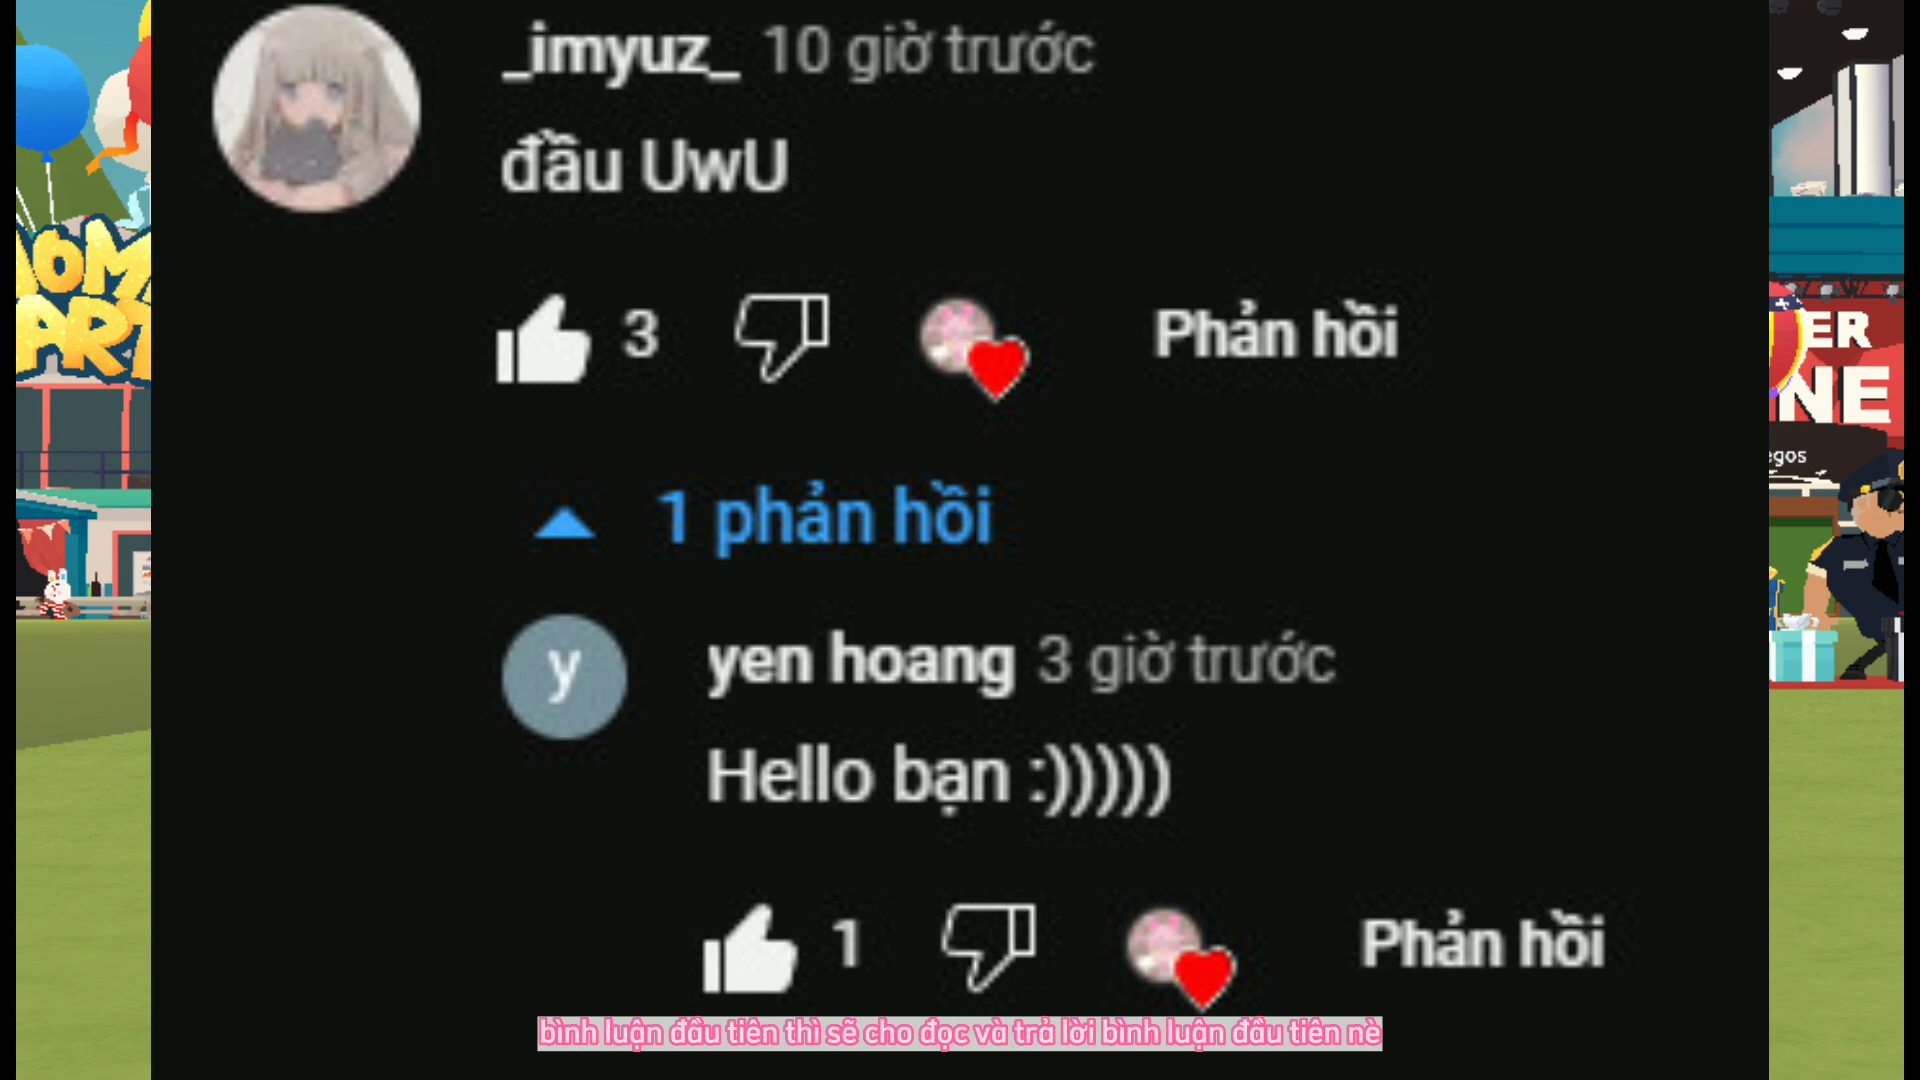 _imyuz_ 10 giờ trước
đầu UwU
3 Phản hồi
1 phản hồi
y
yen hoang 3 giờ trước
Hello bạn :)))))
1 Phản hồi
bình luận đầu tiên thì sẽ cho đọc và trả lời bình luận đầu tiên nè
ER
NE